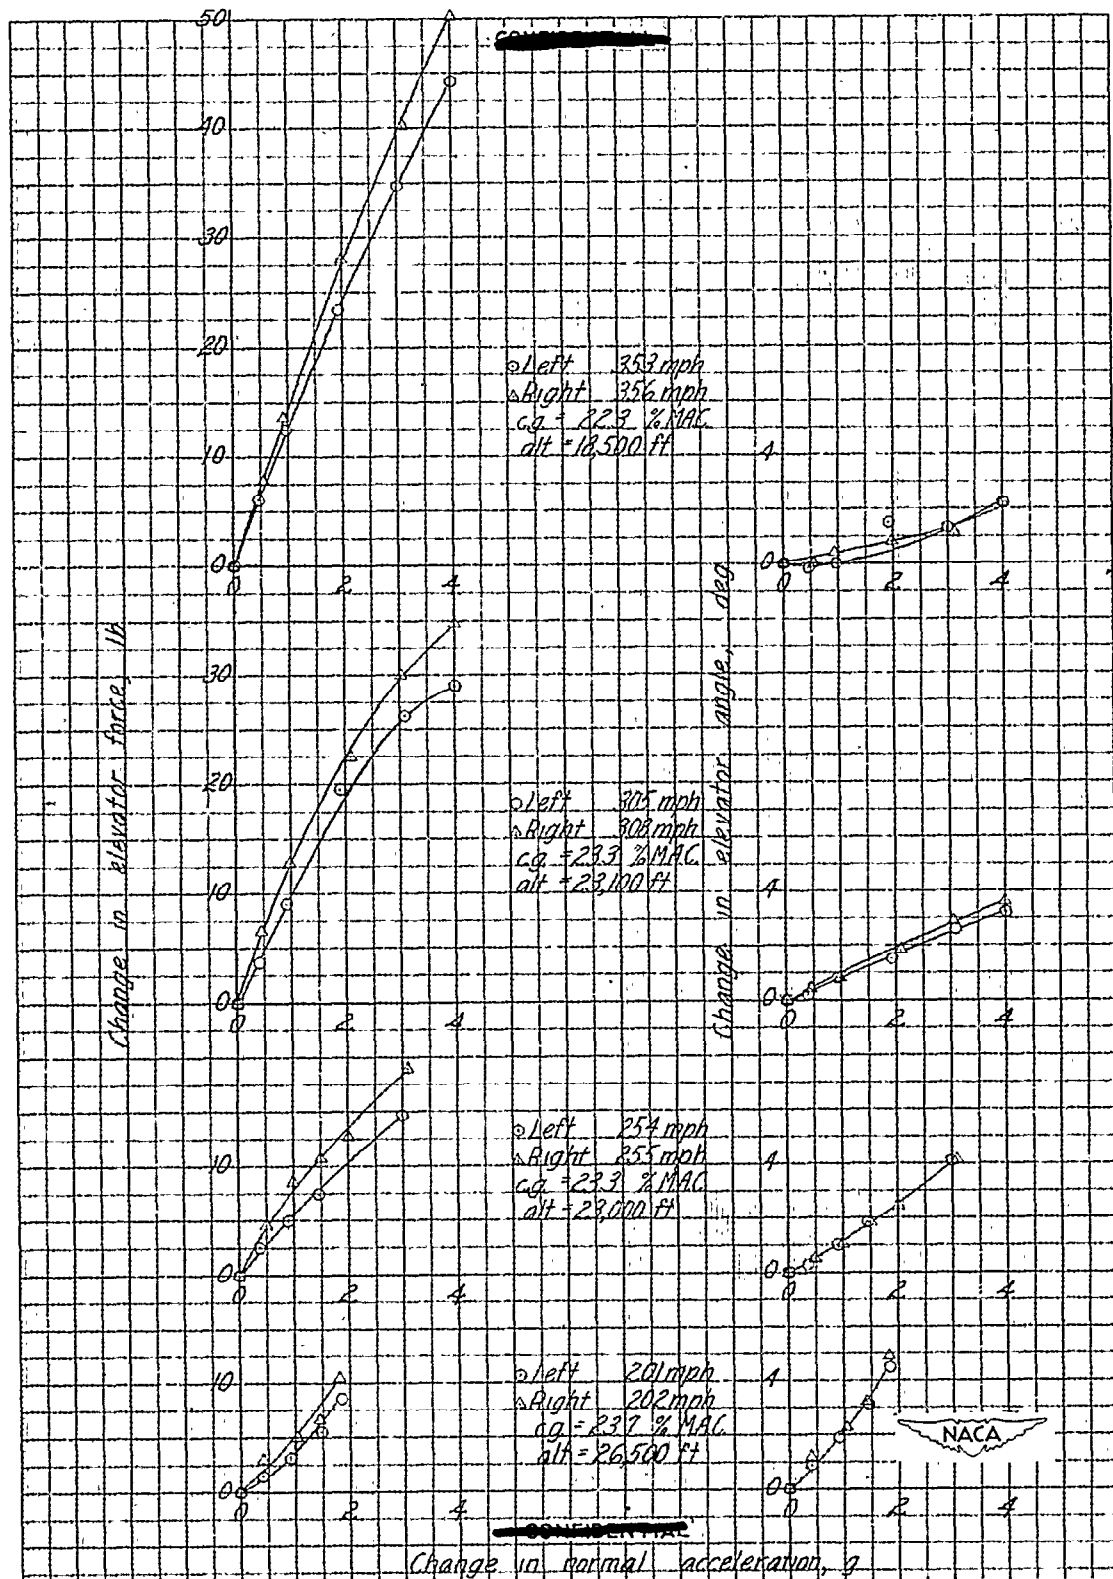 50
CONFIDENTIAL
40
30
20
10
0
0 2 4
Left 353 mph
Right 356 mph
c.g. = 22.3 % MAC
alt = 18,500 ft
4
0
0 2 4
Change in elevator force, lb
Change in elevator angle, deg
30
20
10
0
0 2 4
Left 305 mph
Right 308 mph
c.g. = 23.3 % MAC
alt = 23,100 ft
4
0
0 2 4
10
0
0 2 4
Left 254 mph
Right 255 mph
c.g. = 23.3 % MAC
alt = 23,000 ft
4
0
0 2 4
10
0
0 2 4
Left 201 mph
Right 202 mph
c.g. = 23.7 % MAC
alt = 26,500 ft
4
0
0 2 4
NACA
CONFIDENTIAL
Change in normal acceleration, g